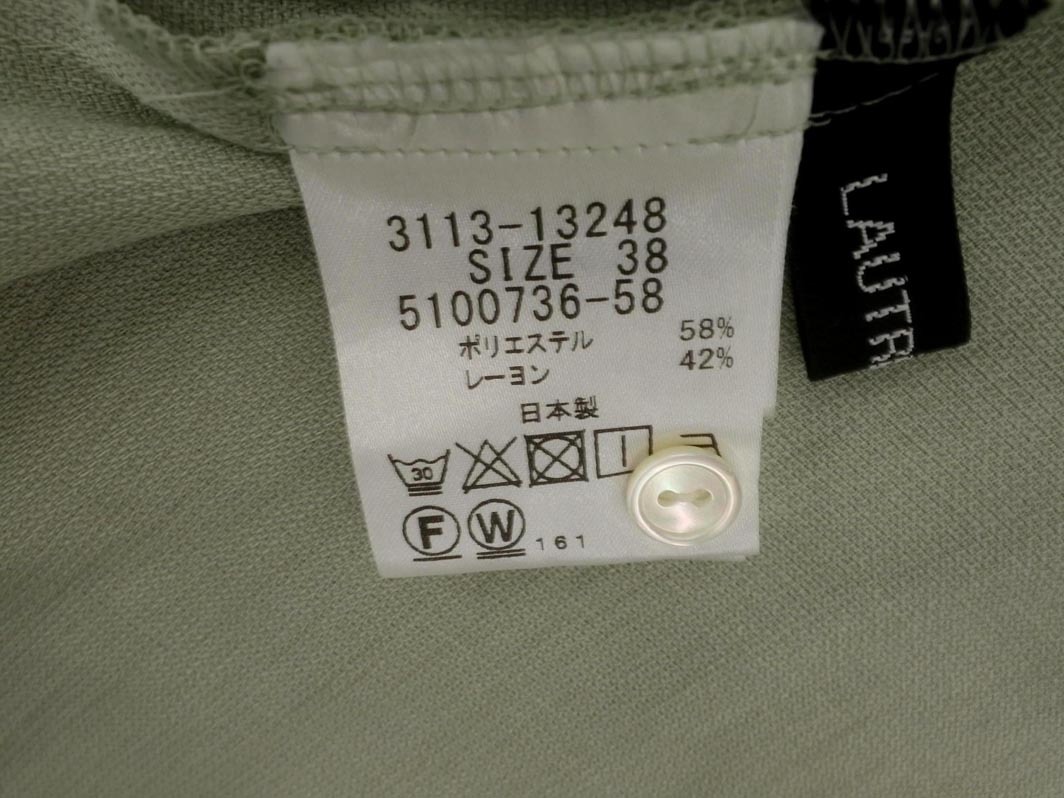 3113-13248
SIZE 38
5100736-58
ポリエステル 58%
レーヨン 42%
日本製
30
F W 161
LAUTR